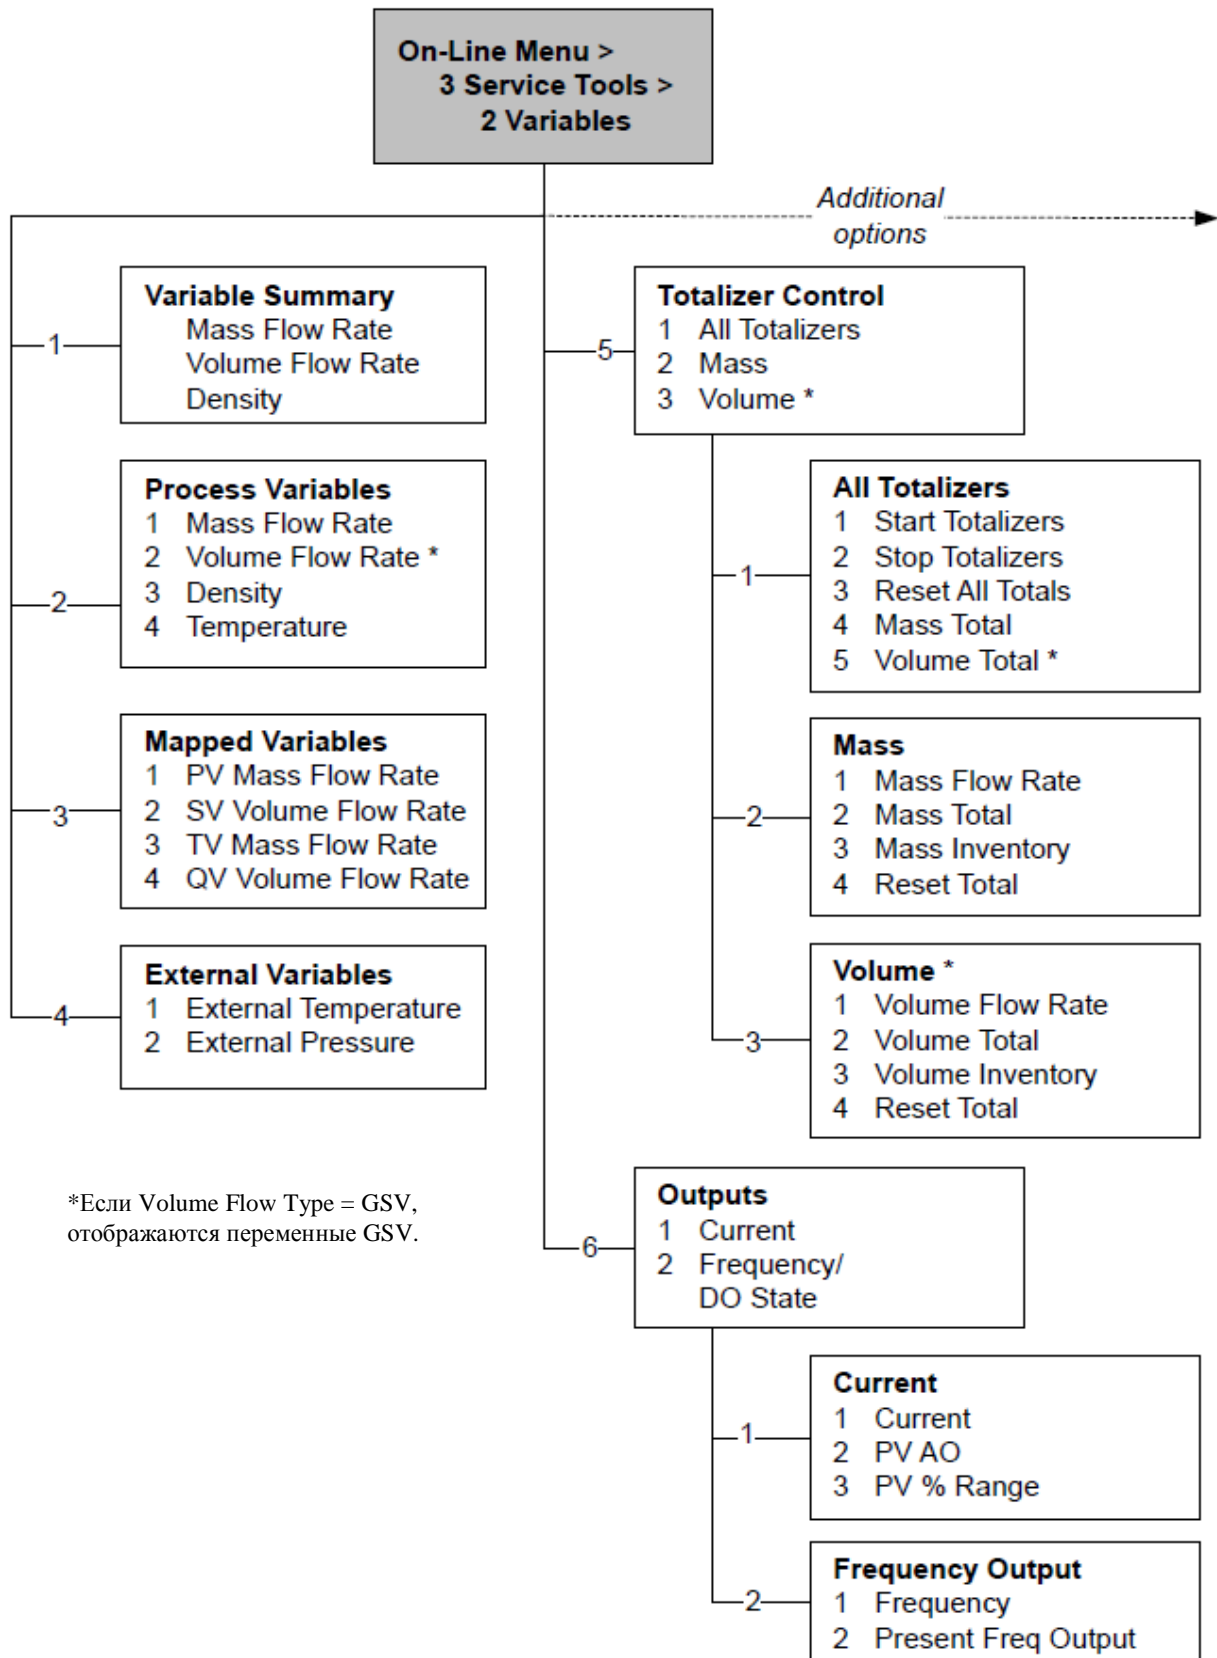 On-Line Menu >
3 Service Tools >
2 Variables
Additional
options
1
Variable Summary
Mass Flow Rate
Volume Flow Rate
Density
2
Process Variables
1 Mass Flow Rate
2 Volume Flow Rate *
3 Density
4 Temperature
3
Mapped Variables
1 PV Mass Flow Rate
2 SV Volume Flow Rate
3 TV Mass Flow Rate
4 QV Volume Flow Rate
4
External Variables
1 External Temperature
2 External Pressure
*Если Volume Flow Type = GSV,
отображаются переменные GSV.
5
Totalizer Control
1 All Totalizers
2 Mass
3 Volume *
1
All Totalizers
1 Start Totalizers
2 Stop Totalizers
3 Reset All Totals
4 Mass Total
5 Volume Total *
2
Mass
1 Mass Flow Rate
2 Mass Total
3 Mass Inventory
4 Reset Total
3
Volume *
1 Volume Flow Rate
2 Volume Total
3 Volume Inventory
4 Reset Total
6
Outputs
1 Current
2 Frequency/
DO State
1
Current
1 Current
2 PV AO
3 PV % Range
2
Frequency Output
1 Frequency
2 Present Freq Output